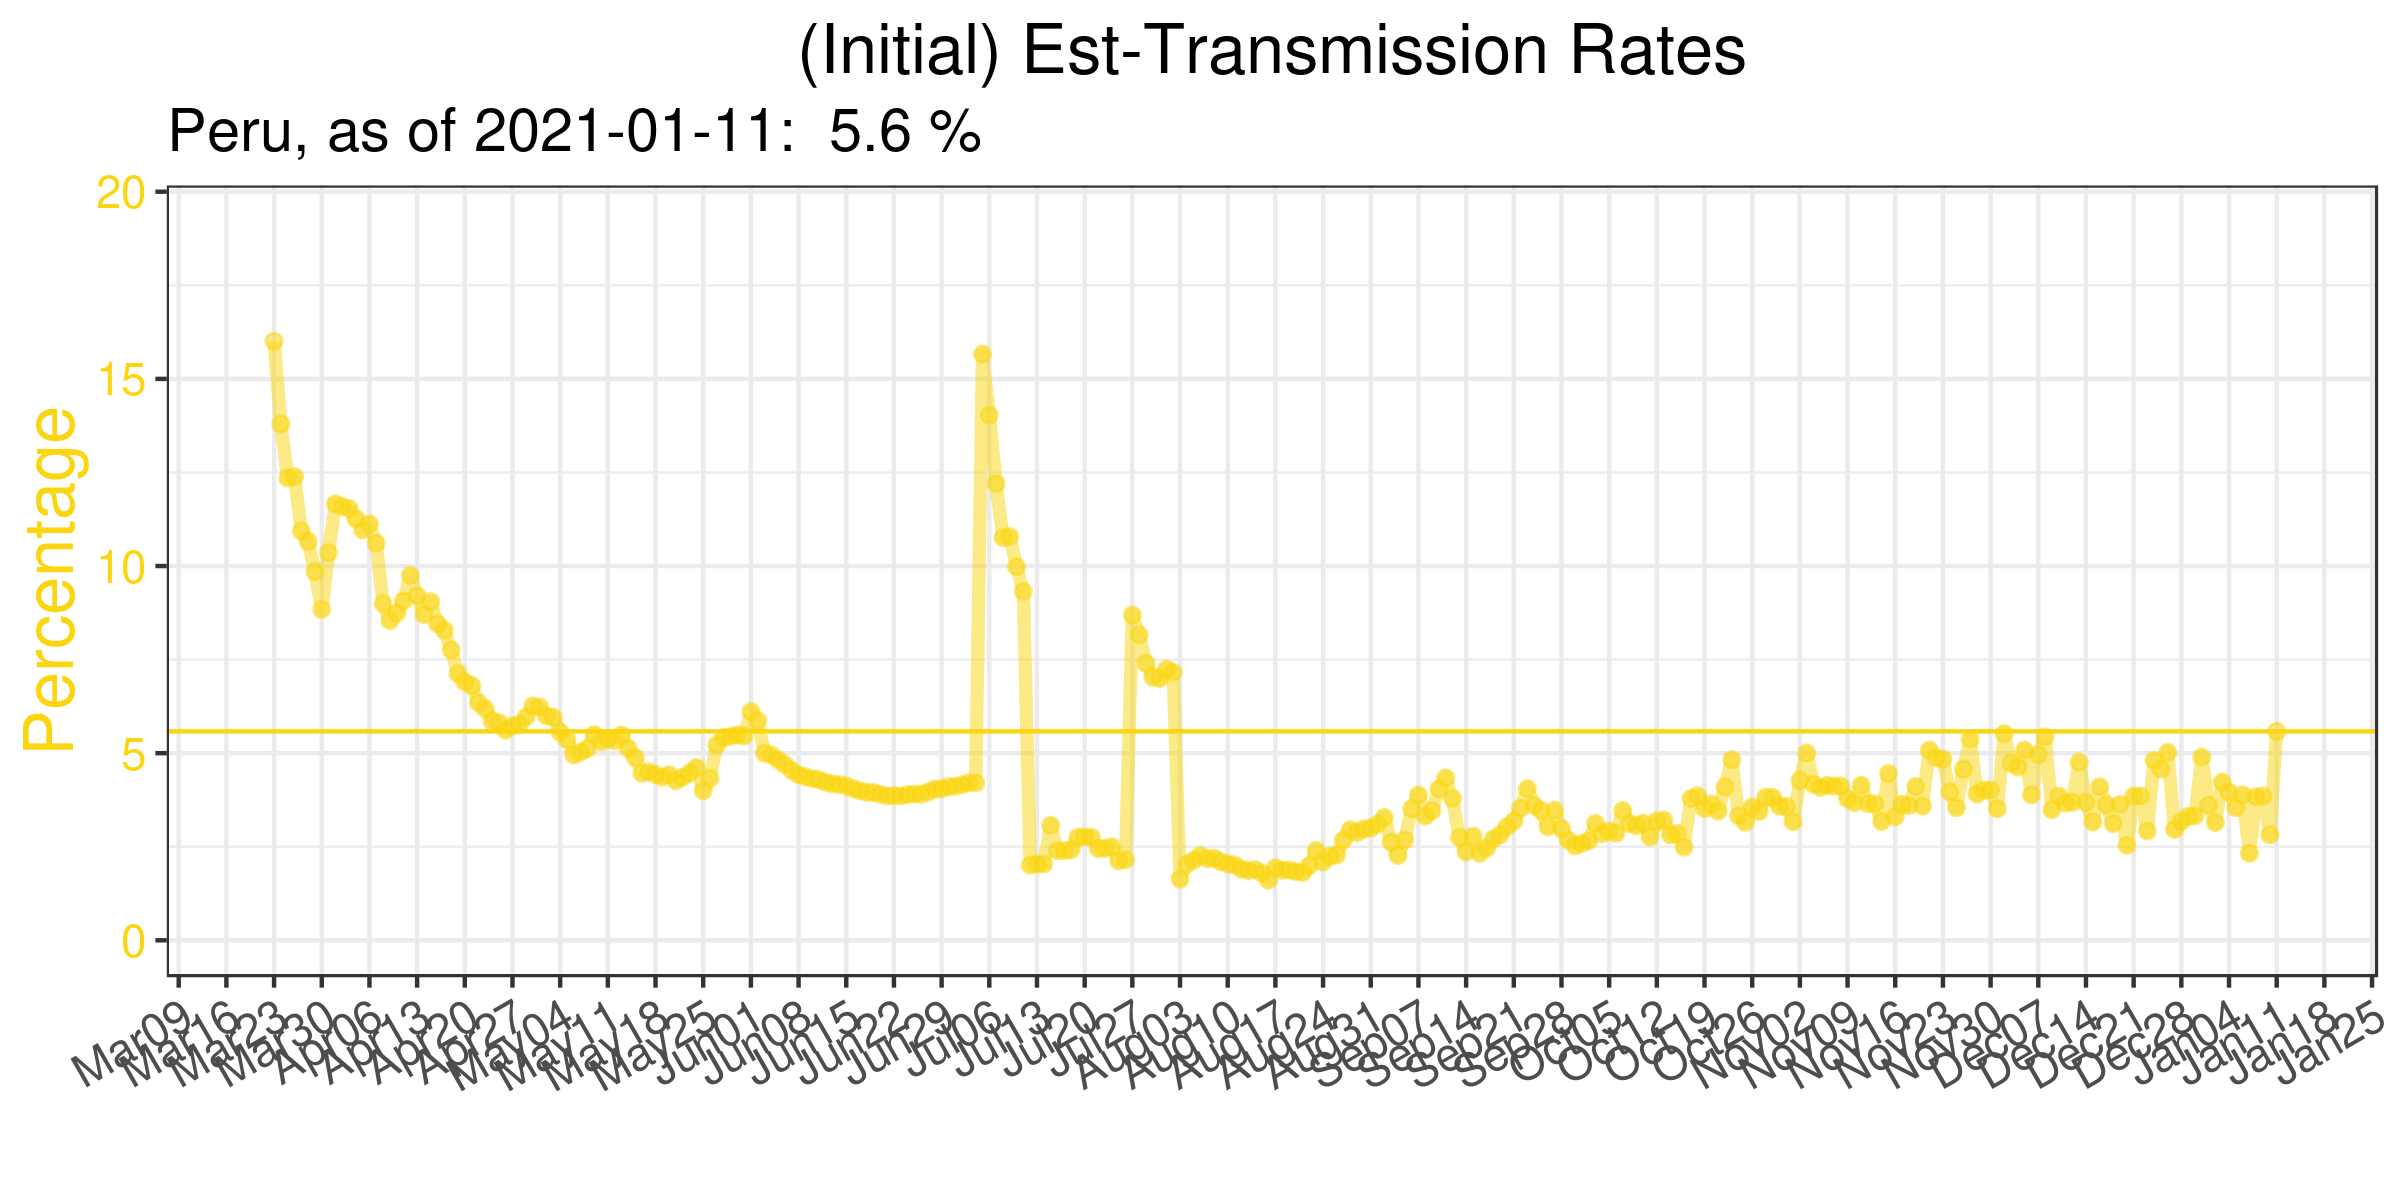 (Initial) Est-Transmission Rates
Peru, as of 2021-01-11:  5.6 %
Percentage
20
15
10
5
0
Mar09
Mar16
Mar23
Mar30
Apr06
Apr13
Apr20
Apr27
May04
May11
May18
May25
Jun01
Jun08
Jun15
Jun22
Jun29
Jul06
Jul13
Jul20
Jul27
Aug03
Aug10
Aug17
Aug24
Aug31
Sep07
Sep14
Sep21
Sep28
Oct05
Oct12
Oct19
Oct26
Nov02
Nov09
Nov16
Nov23
Nov30
Dec07
Dec14
Dec21
Dec28
Jan04
Jan11
Jan18
Jan25